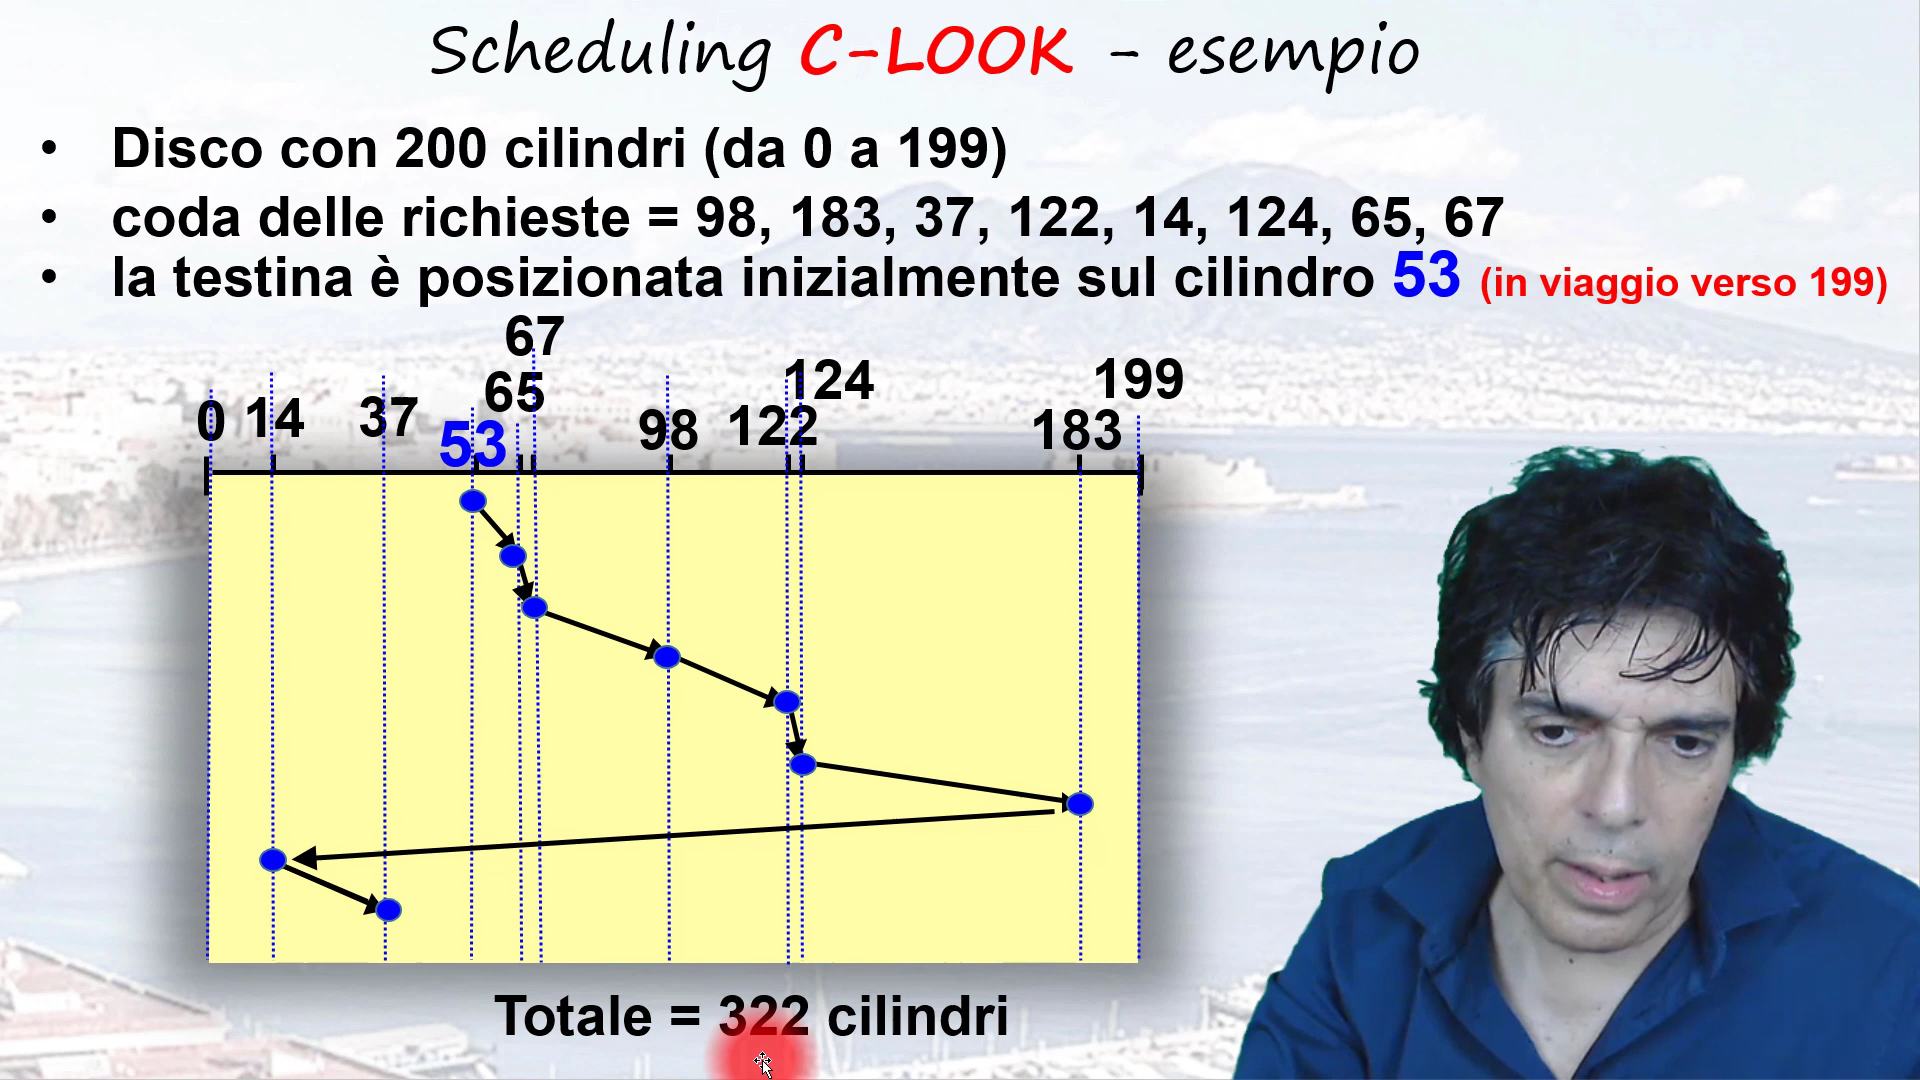 Scheduling C-LOOK - esempio
• Disco con 200 cilindri (da 0 a 199)
• coda delle richieste = 98, 183, 37, 122, 14, 124, 65, 67
• la testina è posizionata inizialmente sul cilindro 53 (in viaggio verso 199)
67
124 199
65
0 14 37 98 122 183
53
Totale = 322 cilindri